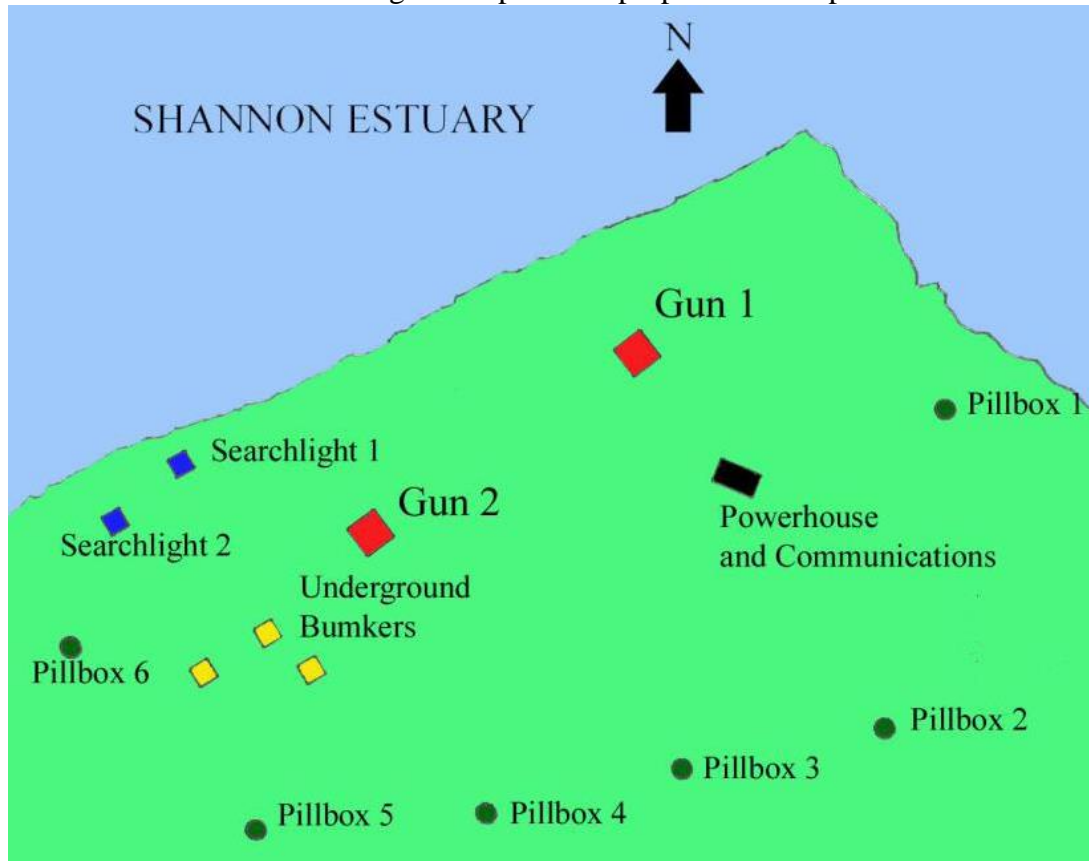 N
SHANNON ESTUARY
Gun 1
Pillbox 1
Searchlight 1
Gun 2
Searchlight 2
Powerhouse
and Communications
Underground
Bumkers
Pillbox 6
Pillbox 2
Pillbox 3
Pillbox 5
Pillbox 4